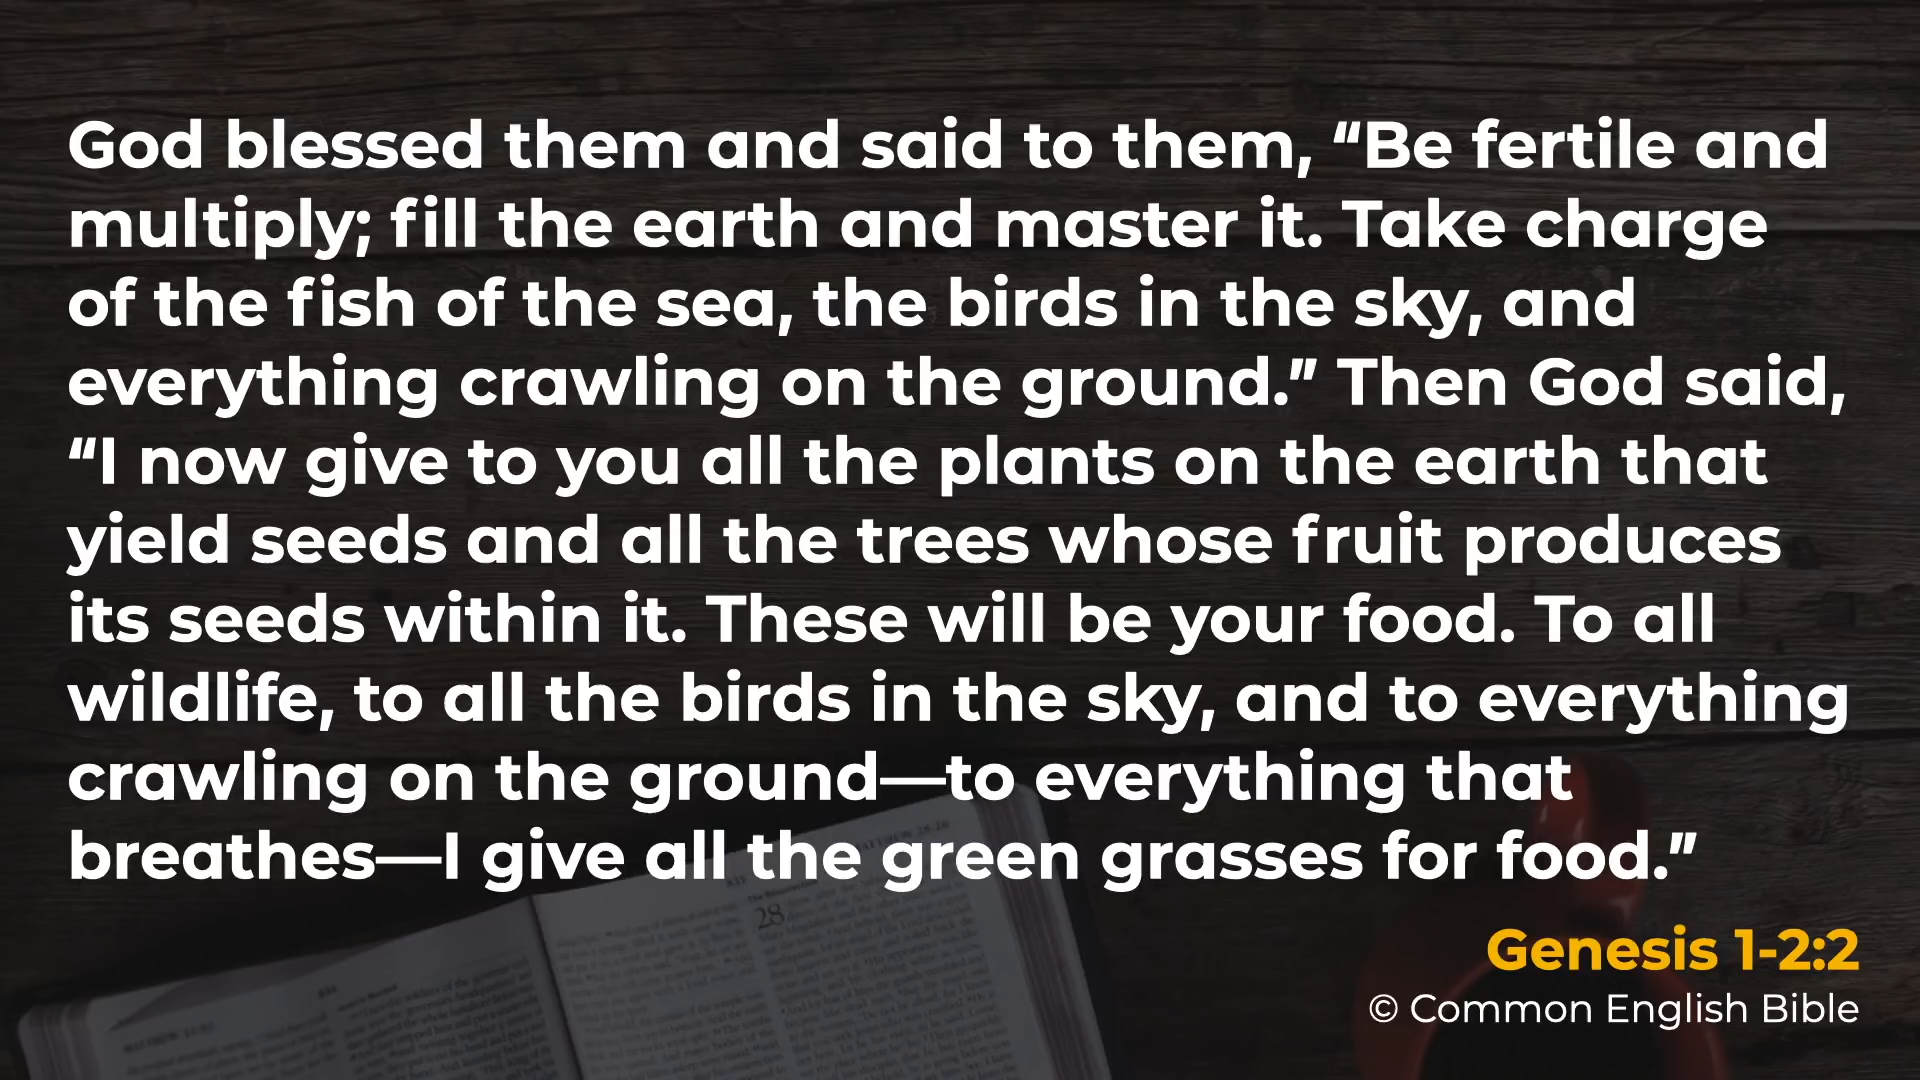 God blessed them and said to them, “Be fertile and
multiply; fill the earth and master it. Take charge
of the fish of the sea, the birds in the sky, and
everything crawling on the ground.” Then God said,
“I now give to you all the plants on the earth that
yield seeds and all the trees whose fruit produces
its seeds within it. These will be your food. To all
wildlife, to all the birds in the sky, and to everything
crawling on the ground—to everything that
breathes—I give all the green grasses for food.”
Genesis 1-2:2
© Common English Bible
28